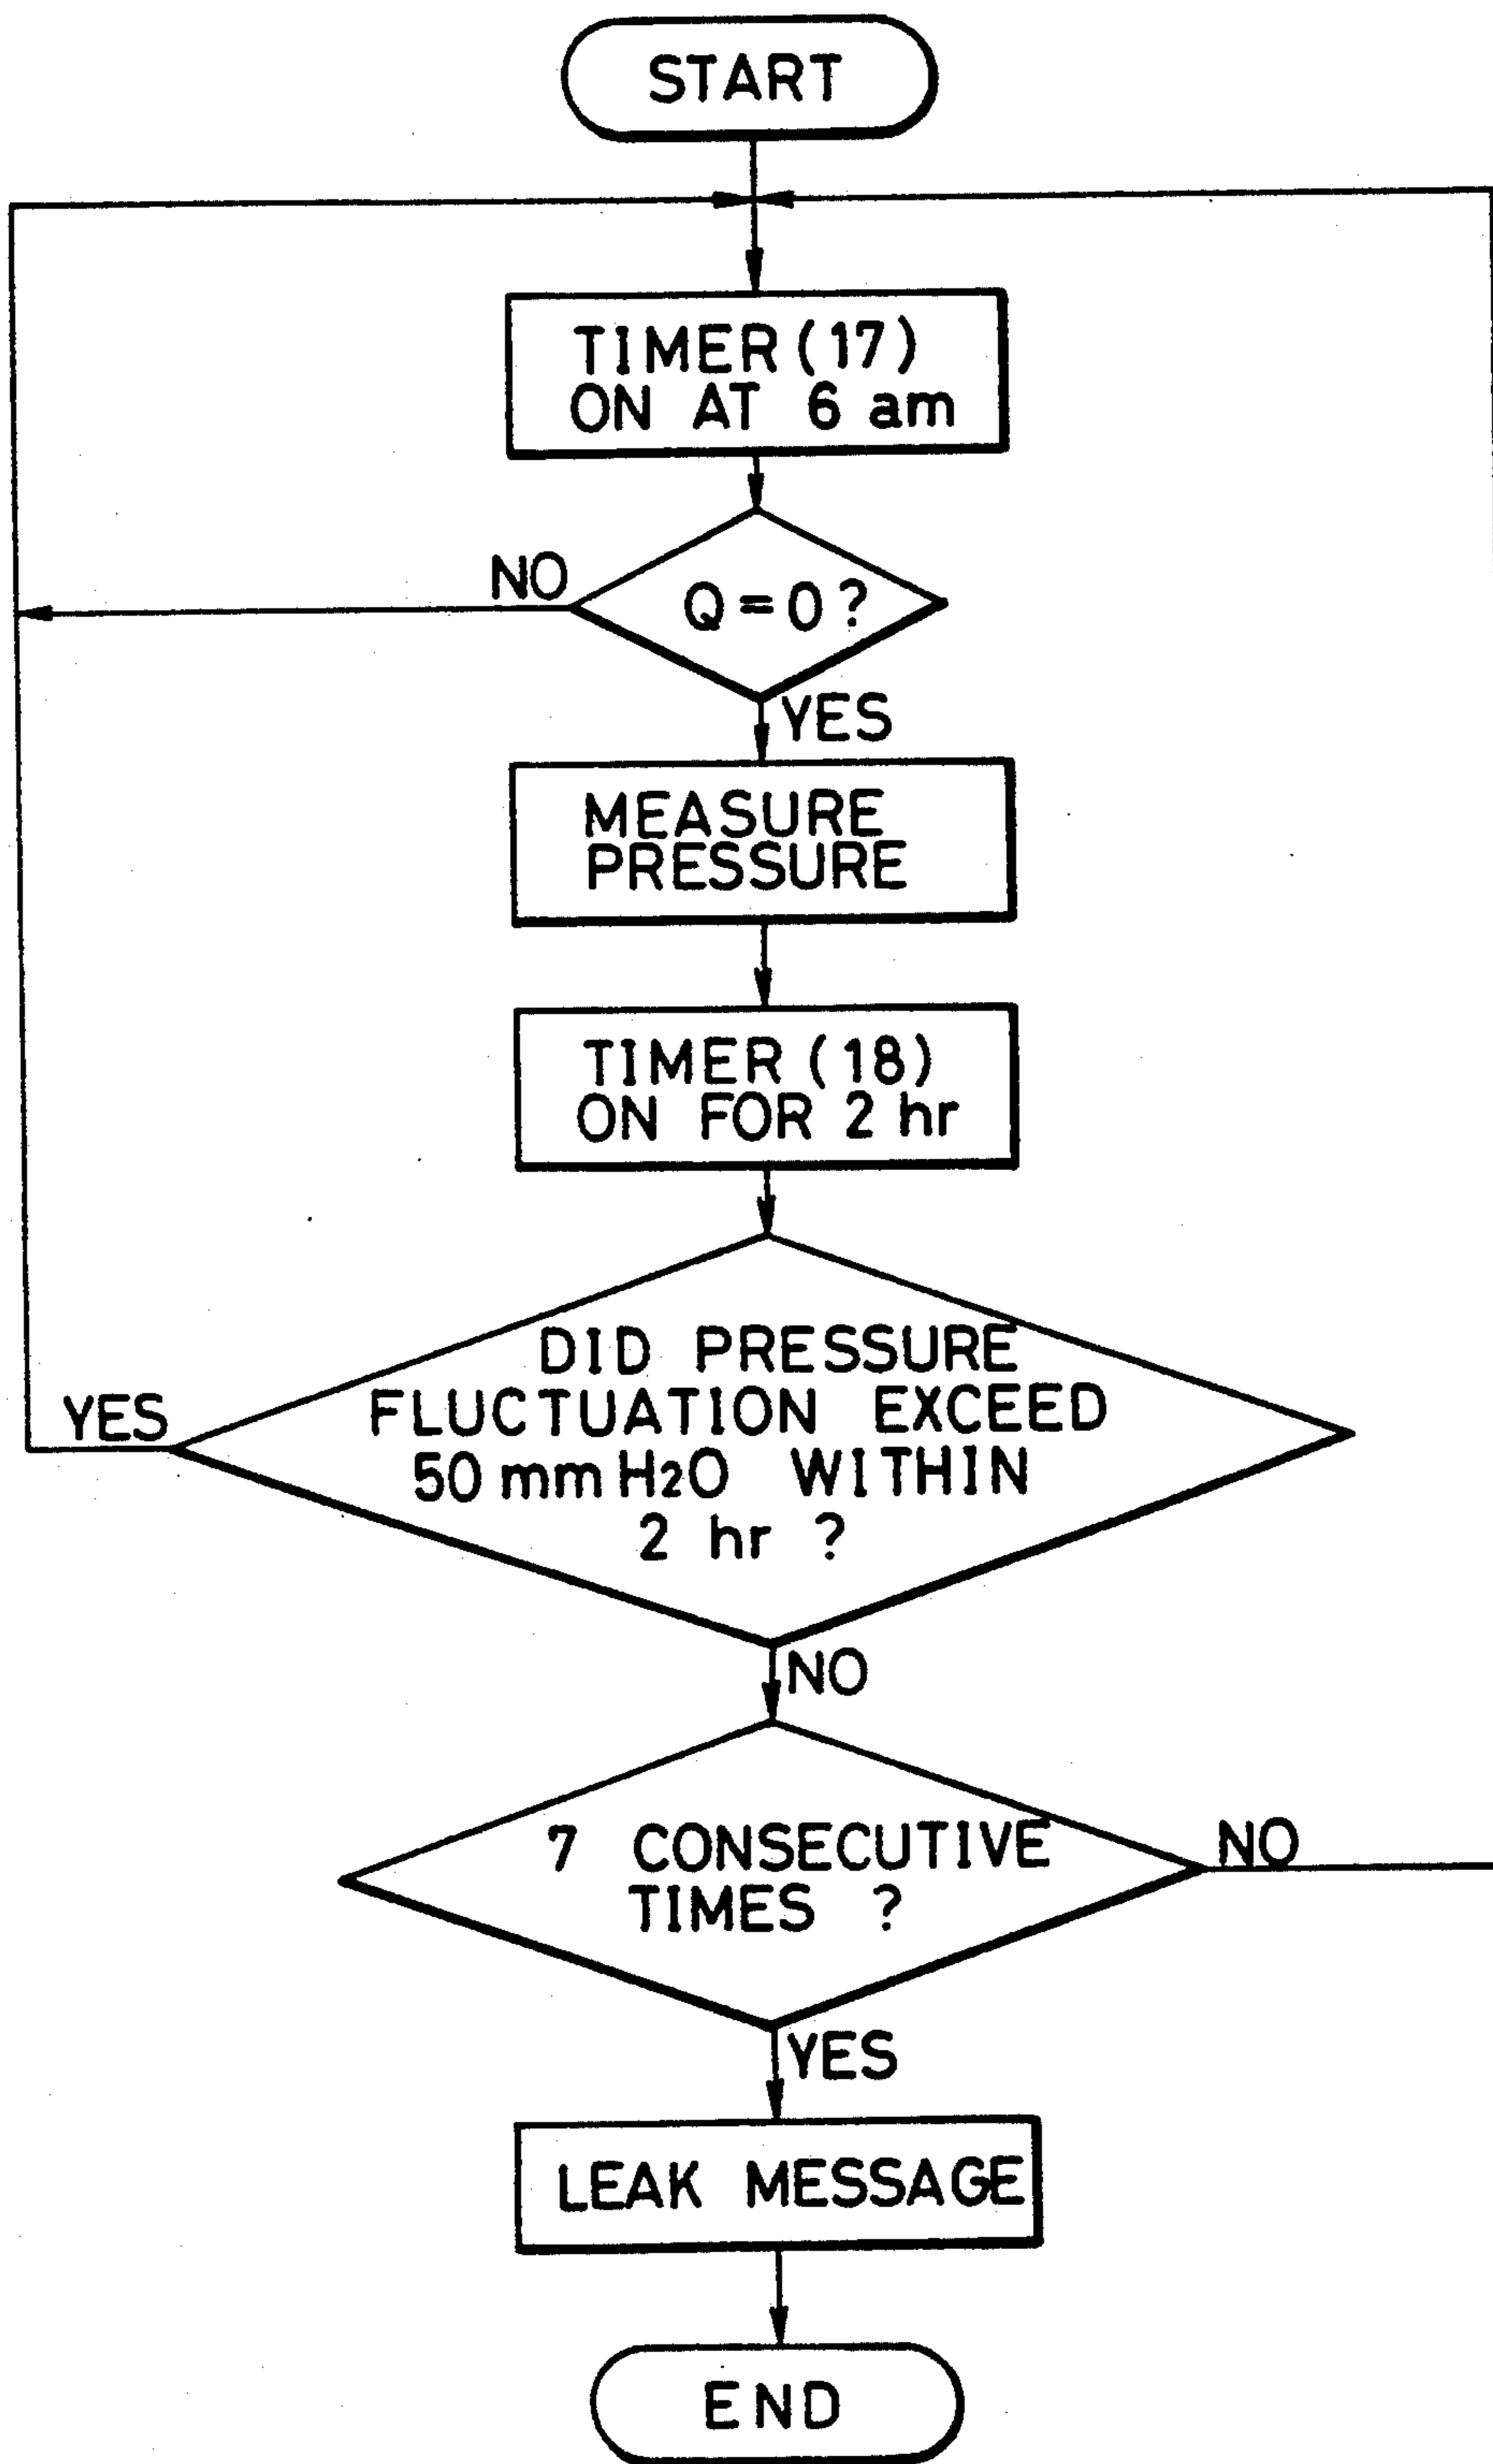 START
TIMER (17)
ON AT 6 am
NO
Q=0?
YES
MEASURE
PRESSURE
TIMER (18)
ON FOR 2 hr
DID PRESSURE
FLUCTUATION EXCEED
50 mm H2O WITHIN
2 hr ?
YES
NO
7 CONSECUTIVE
TIMES ?
NO
YES
LEAK MESSAGE
END